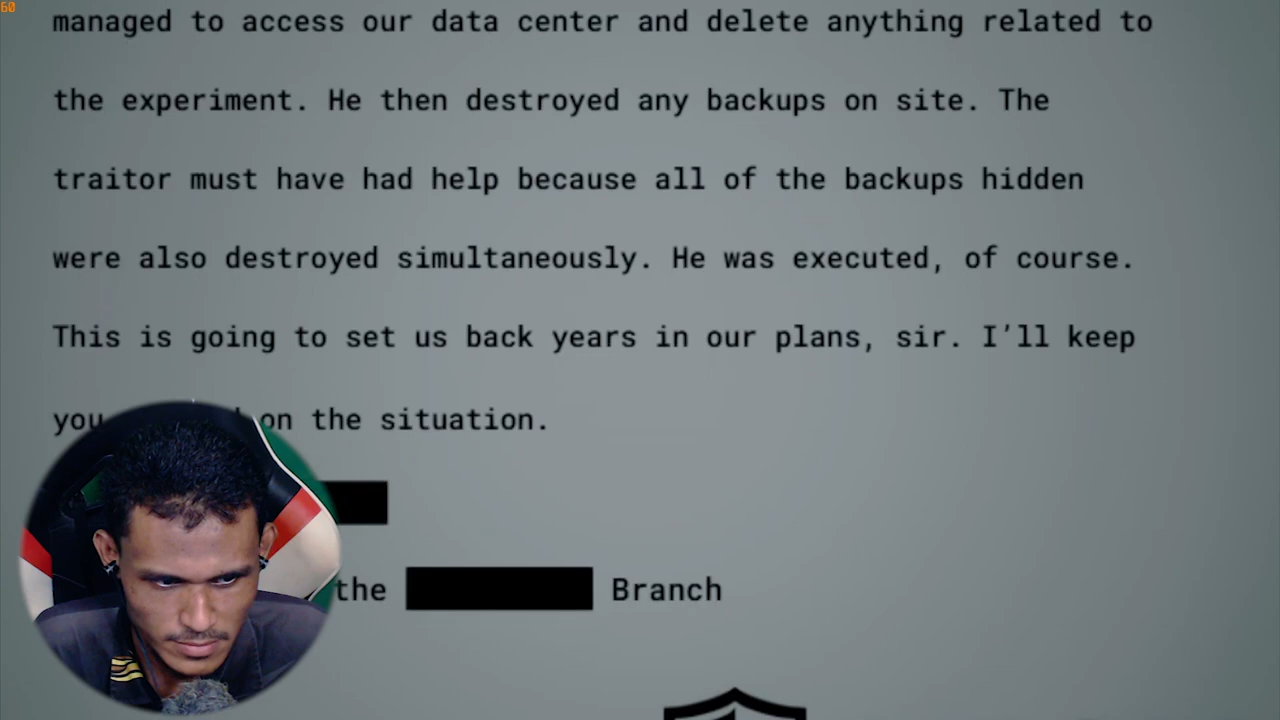 60
managed to access our data center and delete anything related to
the experiment. He then destroyed any backups on site. The
traitor must have had help because all of the backups hidden
were also destroyed simultaneously. He was executed, of course.
This is going to set us back years in our plans, sir. I’ll keep
you on the situation.
the Branch